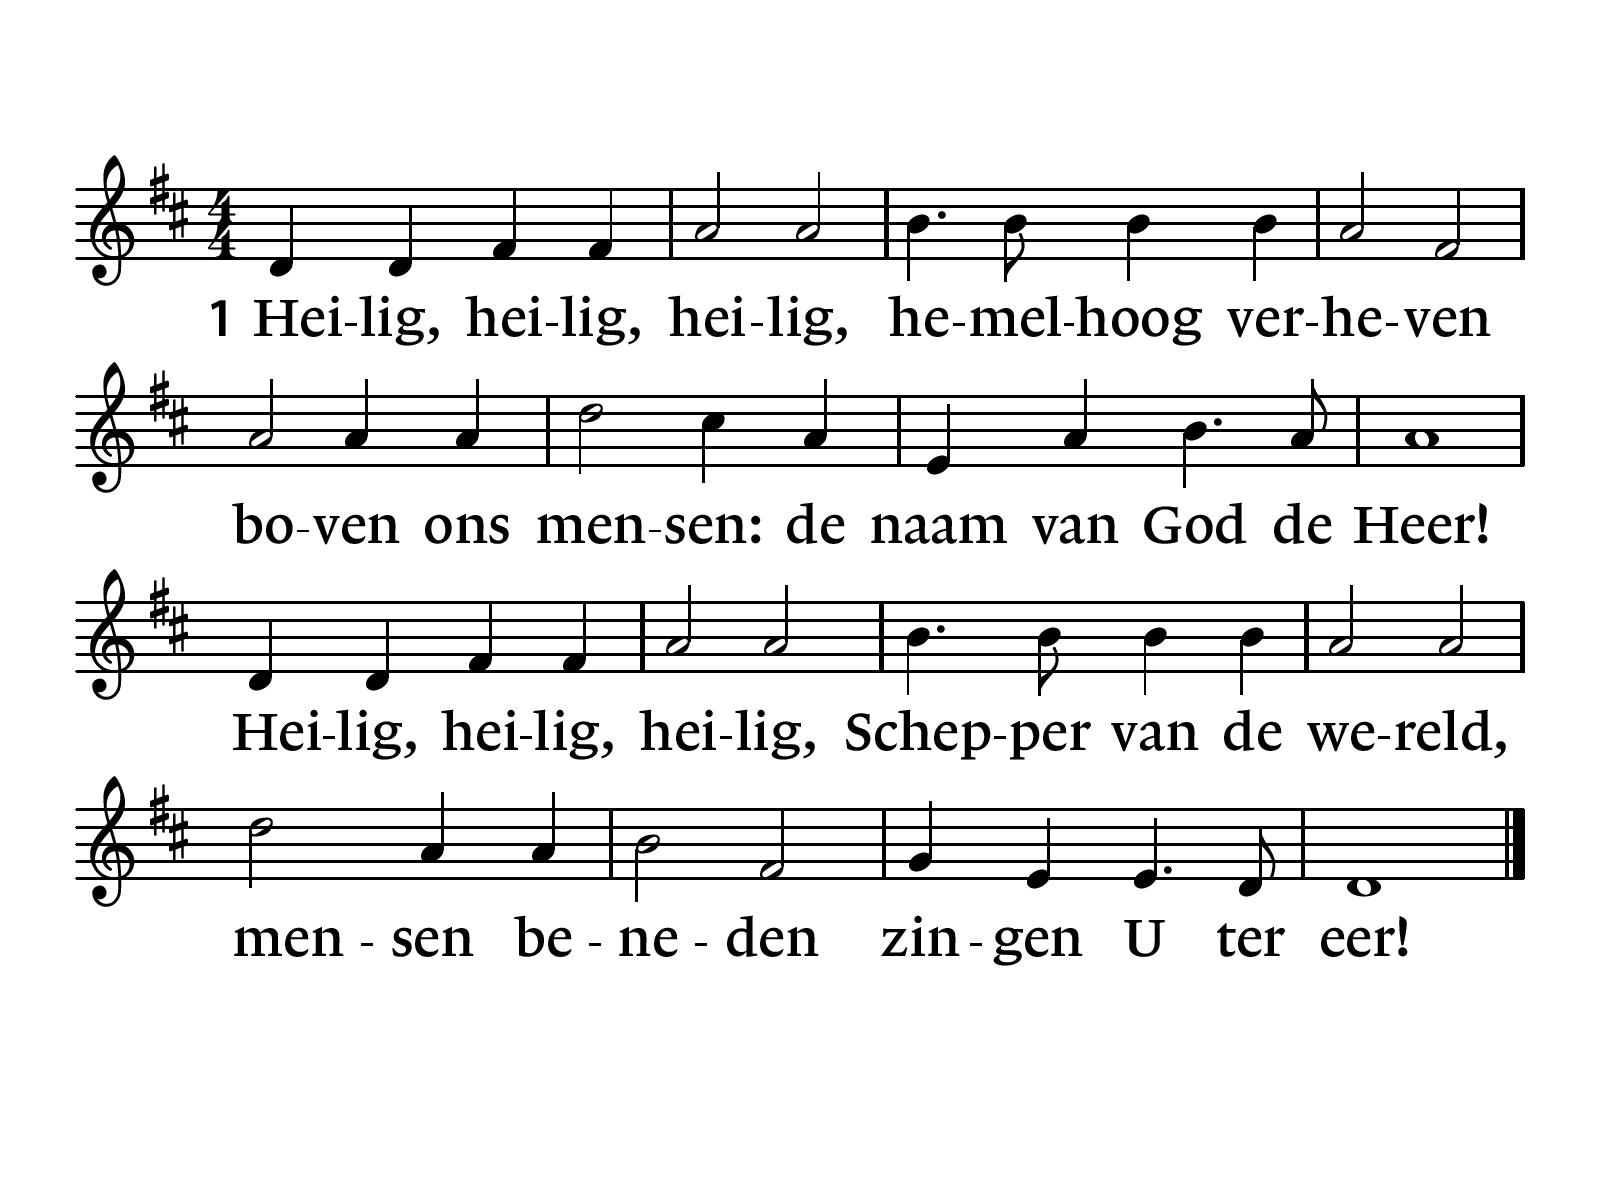 1 Hei-lig, hei-lig, hei-lig, he-mel-hoog ver-he-ven
bo-ven ons men-sen: de naam van God de Heer!
Hei-lig, hei-lig, hei-lig, Schep-per van de we-reld,
men - sen be - ne - den zin - gen U ter eer!